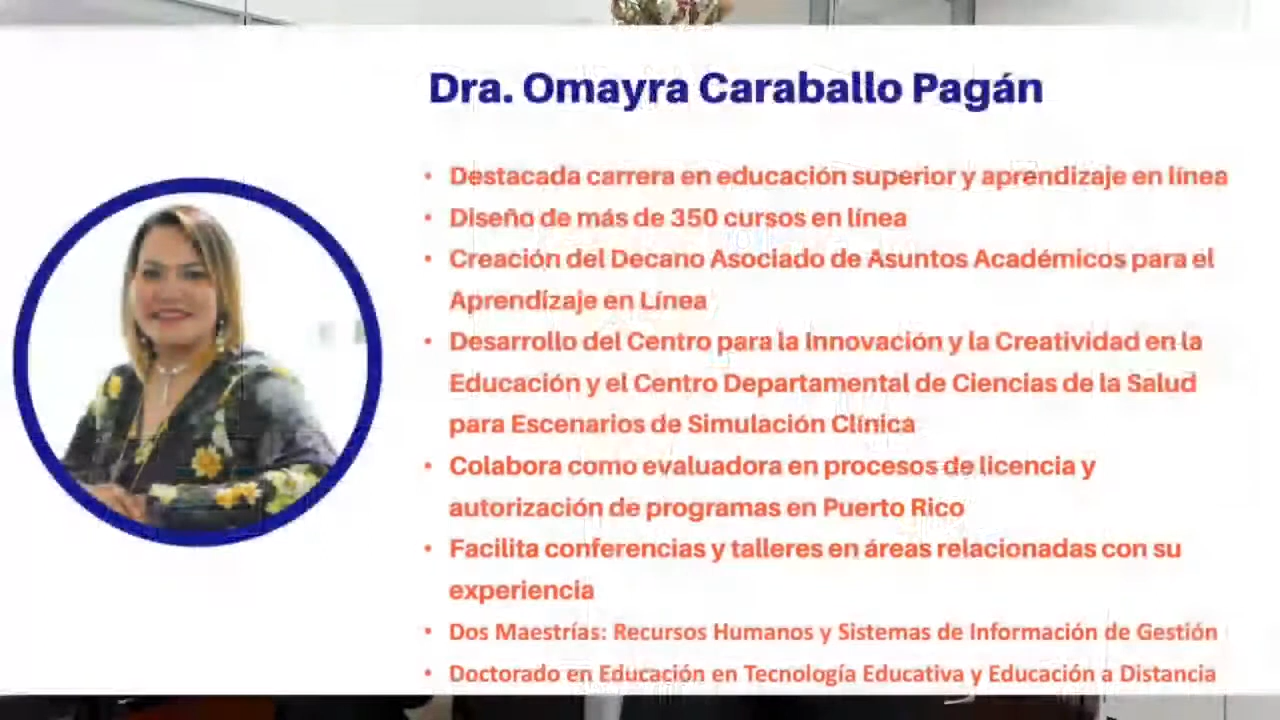 Dra. Omayra Caraballo Pagán
• Destacada carrera en educación superior y aprendizaje en línea
• Diseño de más de 350 cursos en línea
• Creación del Decano Asociado de Asuntos Académicos para el
Aprendizaje en Línea
• Desarrollo del Centro para la Innovación y la Creatividad en la
Educación y el Centro Departamental de Ciencias de la Salud
para Escenarios de Simulación Clínica
• Colabora como evaluadora en procesos de licencia y
autorización de programas en Puerto Rico
• Facilita conferencias y talleres en áreas relacionadas con su
experiencia
• Dos Maestrías: Recursos Humanos y Sistemas de Información de Gestión
• Doctorado en Educación en Tecnología Educativa y Educación a Distancia